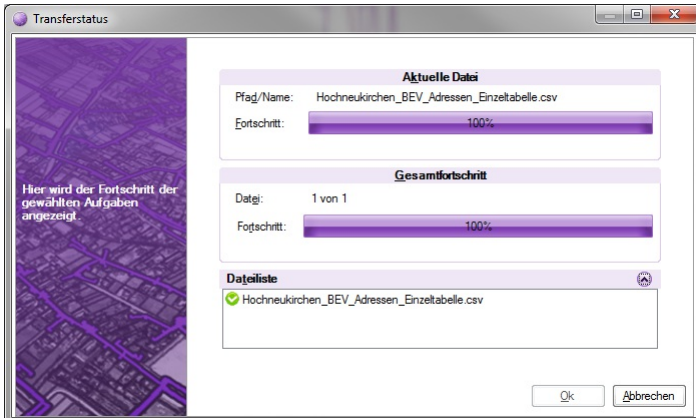 Transferstatus
Aktuelle Datei
Pfad/Name: Hochneukirchen_BEV_Adressen_Einzeltabelle.csv
Fortschritt: 100%
Hier wird der Fortschritt der
gewählten Aufgaben
angezeigt.
Gesamtfortschritt
Datei: 1 von 1
Fortschritt: 100%
Dateiliste
Hochneukirchen_BEV_Adressen_Einzeltabelle.csv
Ok Abbrechen